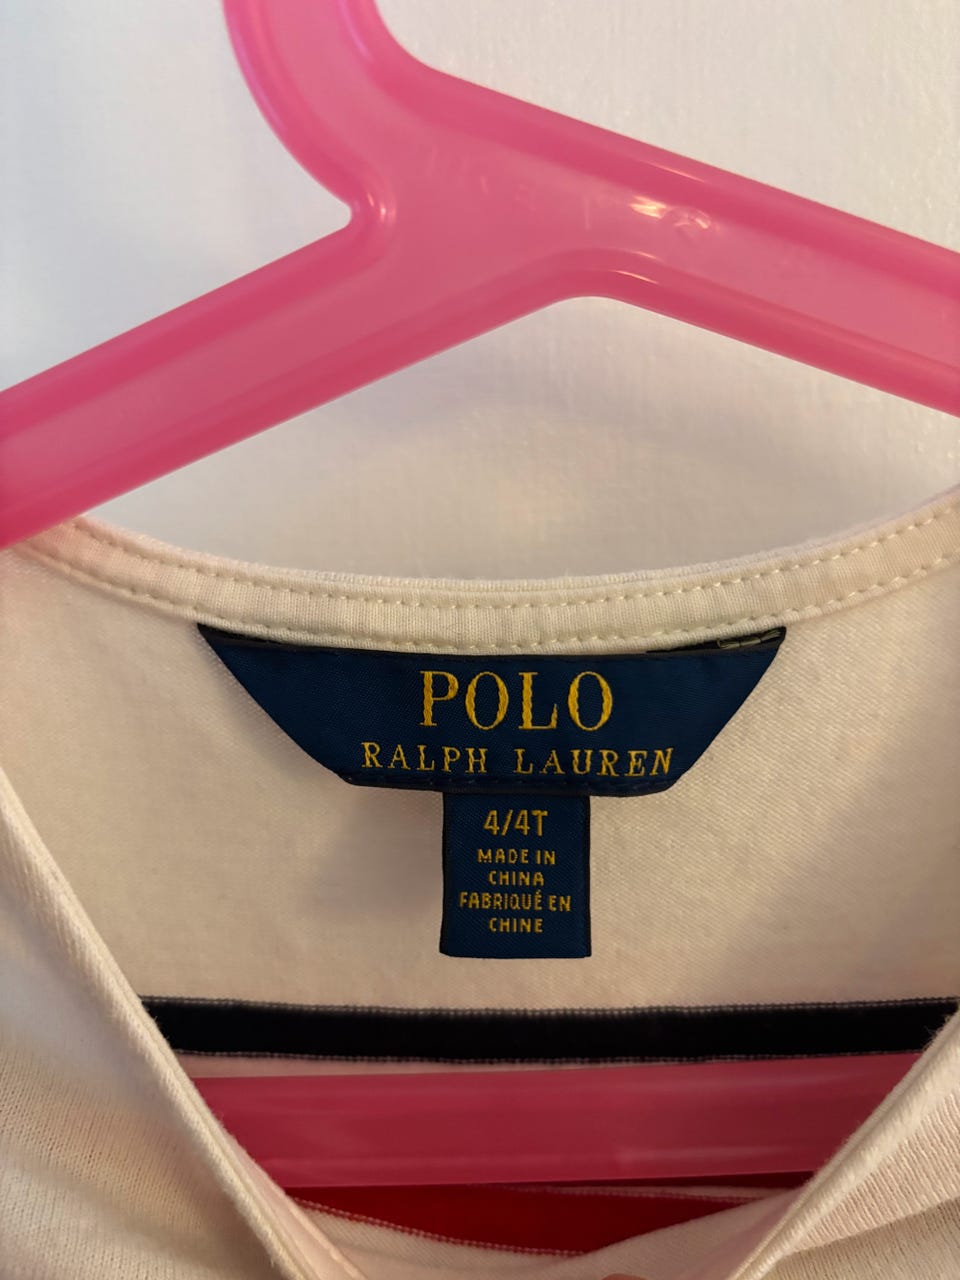 POLO
RALPH LAUREN
4/4T
MADE IN
CHINA
FABRIQUÉ EN
CHINE